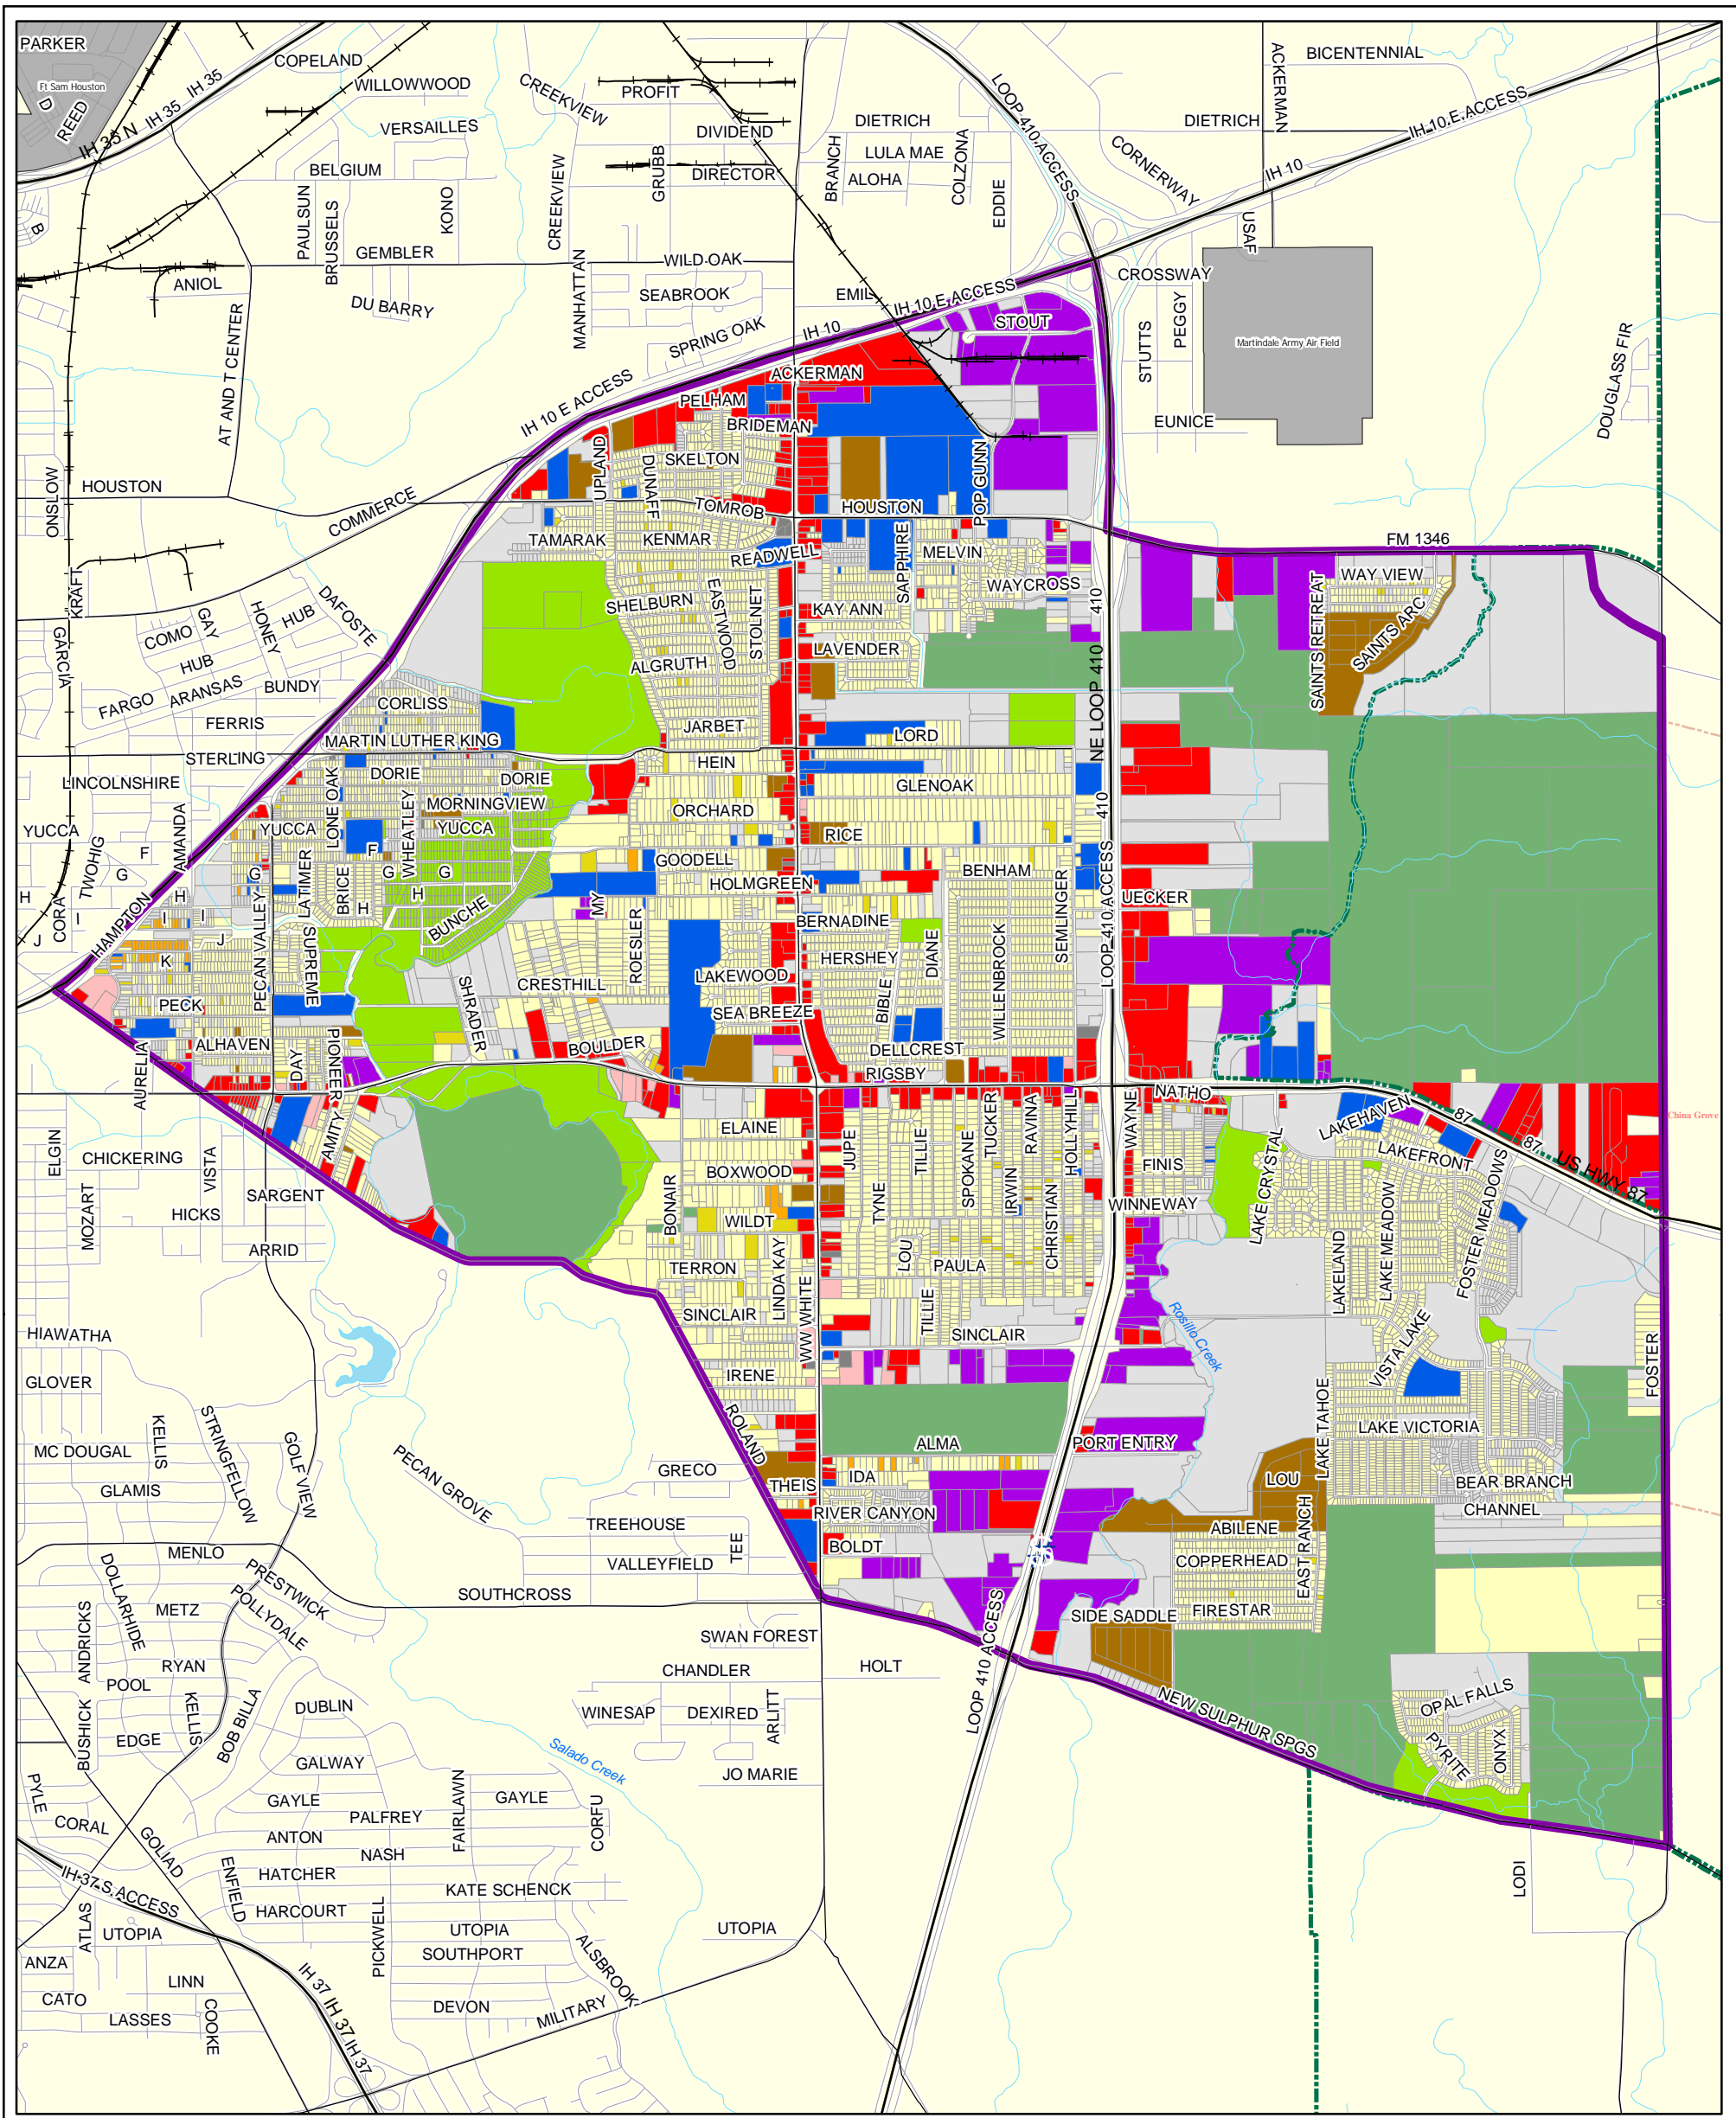 PARKER
Ft Sam Houston
D
REED
IH 35 N
IH 35
IH 35
COPELAND
WILLOWWOOD
VERSAILLES
BELGIUM
PAULSUN
BRUSSELS
KONO
GEMBLER
ANIOL
DU BARRY
AT AND T CENTER
B
CREEKVIEW
PROFIT
DIVIDEND
GRUBB
DIRECTOR
CREEKVIEW
MANHATTAN
WILD OAK
SEABROOK
SPRING OAK
EMIL
BRANCH
DIETRICH
LULA MAE
ALOHA
COLZONA
EDDIE
LOOP 410 ACCESS
CORNERWAY
DIETRICH
ACKERMAN
BICENTENNIAL
IH 10 E ACCESS
IH 10
USAF
CROSSWAY
PEGGY
STUTTS
EUNICE
Martindale Army Air Field
DOUGLASS FIR
IH 10 E ACCESS
IH 10
IH 10 E ACCESS
STOUT
ACKERMAN
PELHAM
BRIDEMAN
SKELTON
UPLAND
DUNAFF
TOMROB
HOUSTON
POP GUNN
TAMARAK
KENMAR
READWELL
SAPPHIRE
MELVIN
WAYCROSS
SHELBURN
EASTWOOD
STOLNET
KAY ANN
ALGRUTH
LAVENDER
JARBET
LORD
NE LOOP 410
410
FM 1346
WAY VIEW
SAINTS RETREAT
SAINTS ARC
ONSLOW
HOUSTON
COMMERCE
KRAFT
GARCIA
COMO
GAY
HONEY
HUB
DAFOSTE
HUB
FARGO
ARANSAS
BUNDY
FERRIS
STERLING
LINCOLNSHIRE
YUCCA
TWOHIG
F
G
AMANDA
H
CORA
I
J
HAMPTON
H
I
I
J
K
G
CORLISS
MARTIN LUTHER KING
DORIE
DORIE
LONE OAK
WHEATLEY
MORNINGVIEW
YUCCA
YUCCA
F
G
G
H
H
LATIMER
BRICE
BUNCHE
PECAN VALLEY
SUPREME
PECK
ALHAVEN
AURELIA
DAY
PIONEER
AMITY
SHRADER
CRESTHILL
BOULDER
HEIN
ORCHARD
GOODELL
HOLMGREEN
MY
ROESLER
BERNADINE
LAKEWOOD
SEA BREEZE
GLENOAK
RICE
BENHAM
HERSHEY
DIANE
BIBLE
WILLENBROCK
SEMLINGER
DELLCREST
RIGSBY
410
LOOP 410 ACCESS
UECKER
NATHO
ELAINE
BOXWOOD
BONAIR
WILDT
TERRON
LINDA KAY
SINCLAIR
WW WHITE
IRENE
ROLAND
THEIS
JUPE
TYNE
TILLIE
SPOKANE
TUCKER
IRWIN
RAVINA
CHRISTIAN
HOLLYHILL
WAYNE
LOU
PAULA
TILLIE
SINCLAIR
FINIS
WINNEWAY
LAKE CRYSTAL
LAKEHAVEN
LAKEFRONT
87
87
US HWY 87
China Grove
LAKELAND
LAKE MEADOW
FOSTER MEADOWS
VISTA LAKE
Rosillo Creek
LAKE TAHOE
LAKE VICTORIA
BEAR BRANCH
CHANNEL
FOSTER
ALMA
PORT ENTRY
IDA
RIVER CANYON
BOLDT
LOU
ABILENE
COPPERHEAD
EAST RANCH
FIRESTAR
SIDE SADDLE
LOOP 410 ACCESS
NEW SULPHUR SPGS
OPAL FALLS
PYRITE
ONYX
LODI
ELGIN
CHICKERING
MOZART
VISTA
SARGENT
HICKS
ARRID
HIAWATHA
GLOVER
MC DOUGAL
KELLIS
STRINGFELLOW
GOLF VIEW
GLAMIS
PECAN GROVE
GRECO
TREEHOUSE
VALLEYFIELD
TEE
MENLO
PRESTWICK
DOLLARHIDE
POLLYDALE
SOUTHCROSS
ANDRICKS
METZ
RYAN
POOL
BUSHICK
KELLIS
BOB BILLA
DUBLIN
EDGE
GALWAY
PYLE
CORAL
GOLIAD
GAYLE
PALFREY
FAIRLAWN
GAYLE
CORFU
ANTON
NASH
HATCHER
ENFIELD
KATE SCHENCK
HARCOURT
IH 37 S ACCESS
ATLAS
UTOPIA
PICKWELL
UTOPIA
SOUTHPORT
ALSBROOK
ANZA
LINN
CATO
LASSES
COOKE
IH 37
IH 37
IH 37
DEVON
MILITARY
UTOPIA
Salado Creek
SWAN FOREST
CHANDLER
HOLT
WINESAP
DEXIRED
ARLITT
JO MARIE